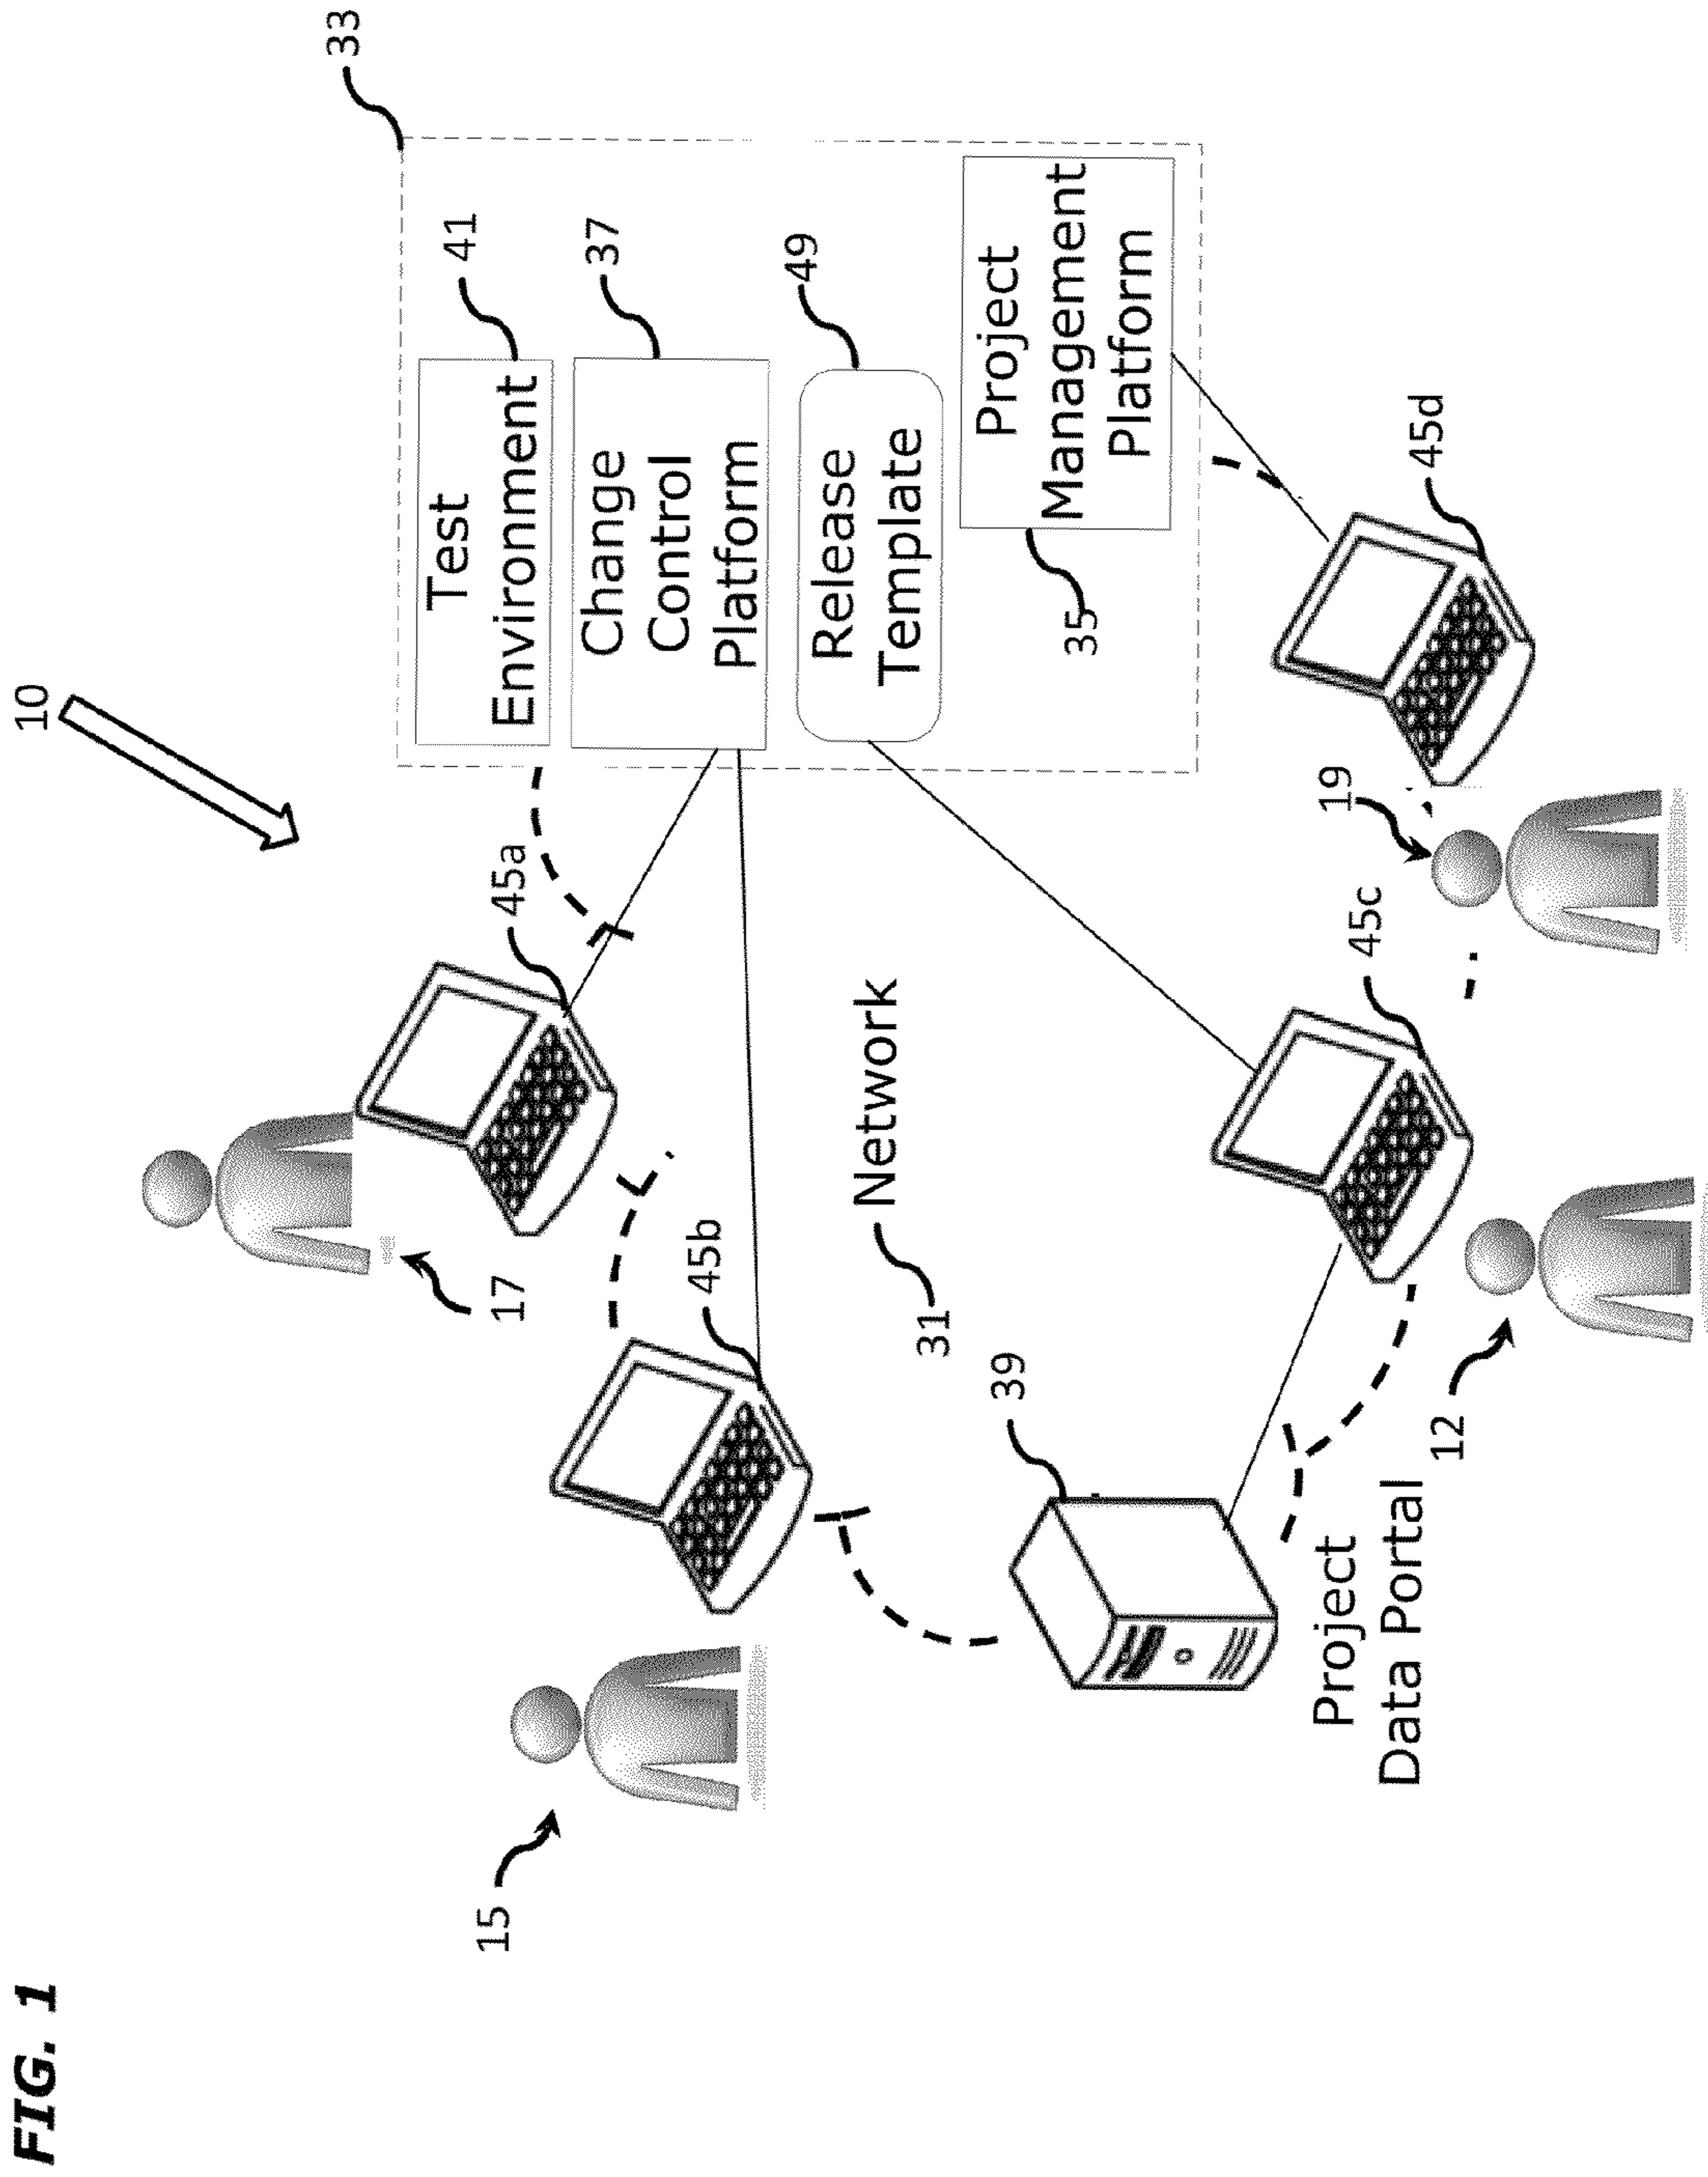 FIG. 1
10
33
Test
Environment
41
Change
Control
Platform
37
Release
Template
49
Project
Management
Platform
35
17
45a
15
45b
Network
31
39
Project
Data Portal
12
45c
19
45d